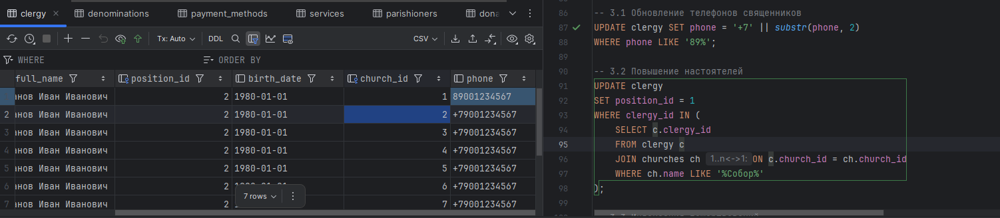 clergy
denominations
payment_methods
services
parishioners
Tx: Auto
DDL
CSV
WHERE
ORDER BY
full_name position_id birth_date church_id phone
анов Иван Иванович 2 1980-01-01 1 89001234567
2 анов Иван Иванович 2 1980-01-01 2 +79001234567
3 анов Иван Иванович 2 1980-01-01 3 +79001234567
4 анов Иван Иванович 2 1980-01-01 4 +79001234567
5 анов Иван Иванович 2 1980-01-01 5 +79001234567
6 анов Иван Иванович 2 6 +79001234567
7 анов Иван Иванович 2 7 +79001234567
7 rows
86 -- 3.1 Обновление телефонов священников
87 UPDATE clergy SET phone = '+7' || substr(phone, 2)
88 WHERE phone LIKE '89%';
89
90 -- 3.2 Повышение настоятелей
91 UPDATE clergy
92 SET position_id = 1
93 WHERE clergy_id IN (
94 SELECT c.clergy_id
95 FROM clergy c
96 JOIN churches ch 1..n<->1: ON c.church_id = ch.church_id
97 WHERE ch.name LIKE '%Собор%'
98 );
99